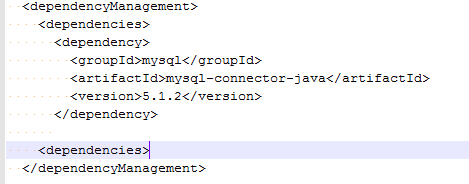 <dependencyManagement>
<dependencies>
<dependency>
<groupId>mysql</groupId>
<artifactId>mysql-connector-java</artifactId>
<version>5.1.2</version>
</dependency>
<dependencies>
</dependencyManagement>